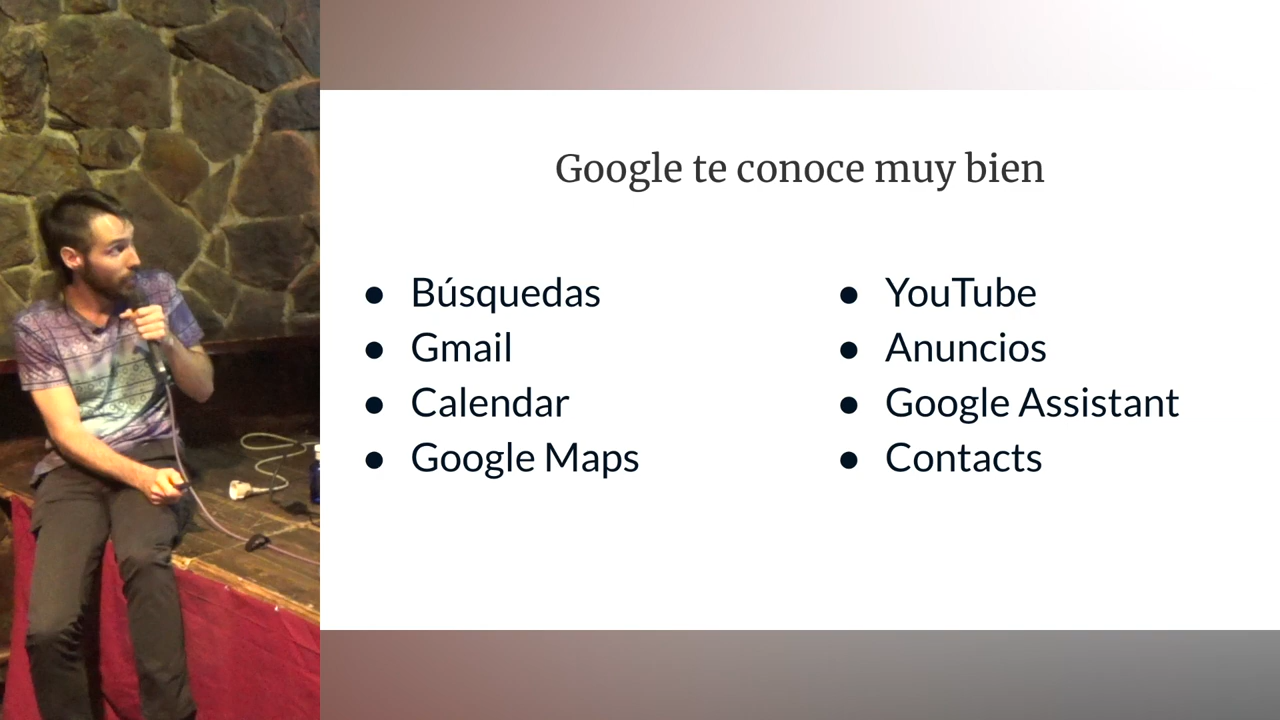 Google te conoce muy bien
● Búsquedas
● Gmail
● Calendar
● Google Maps
● YouTube
● Anuncios
● Google Assistant
● Contacts